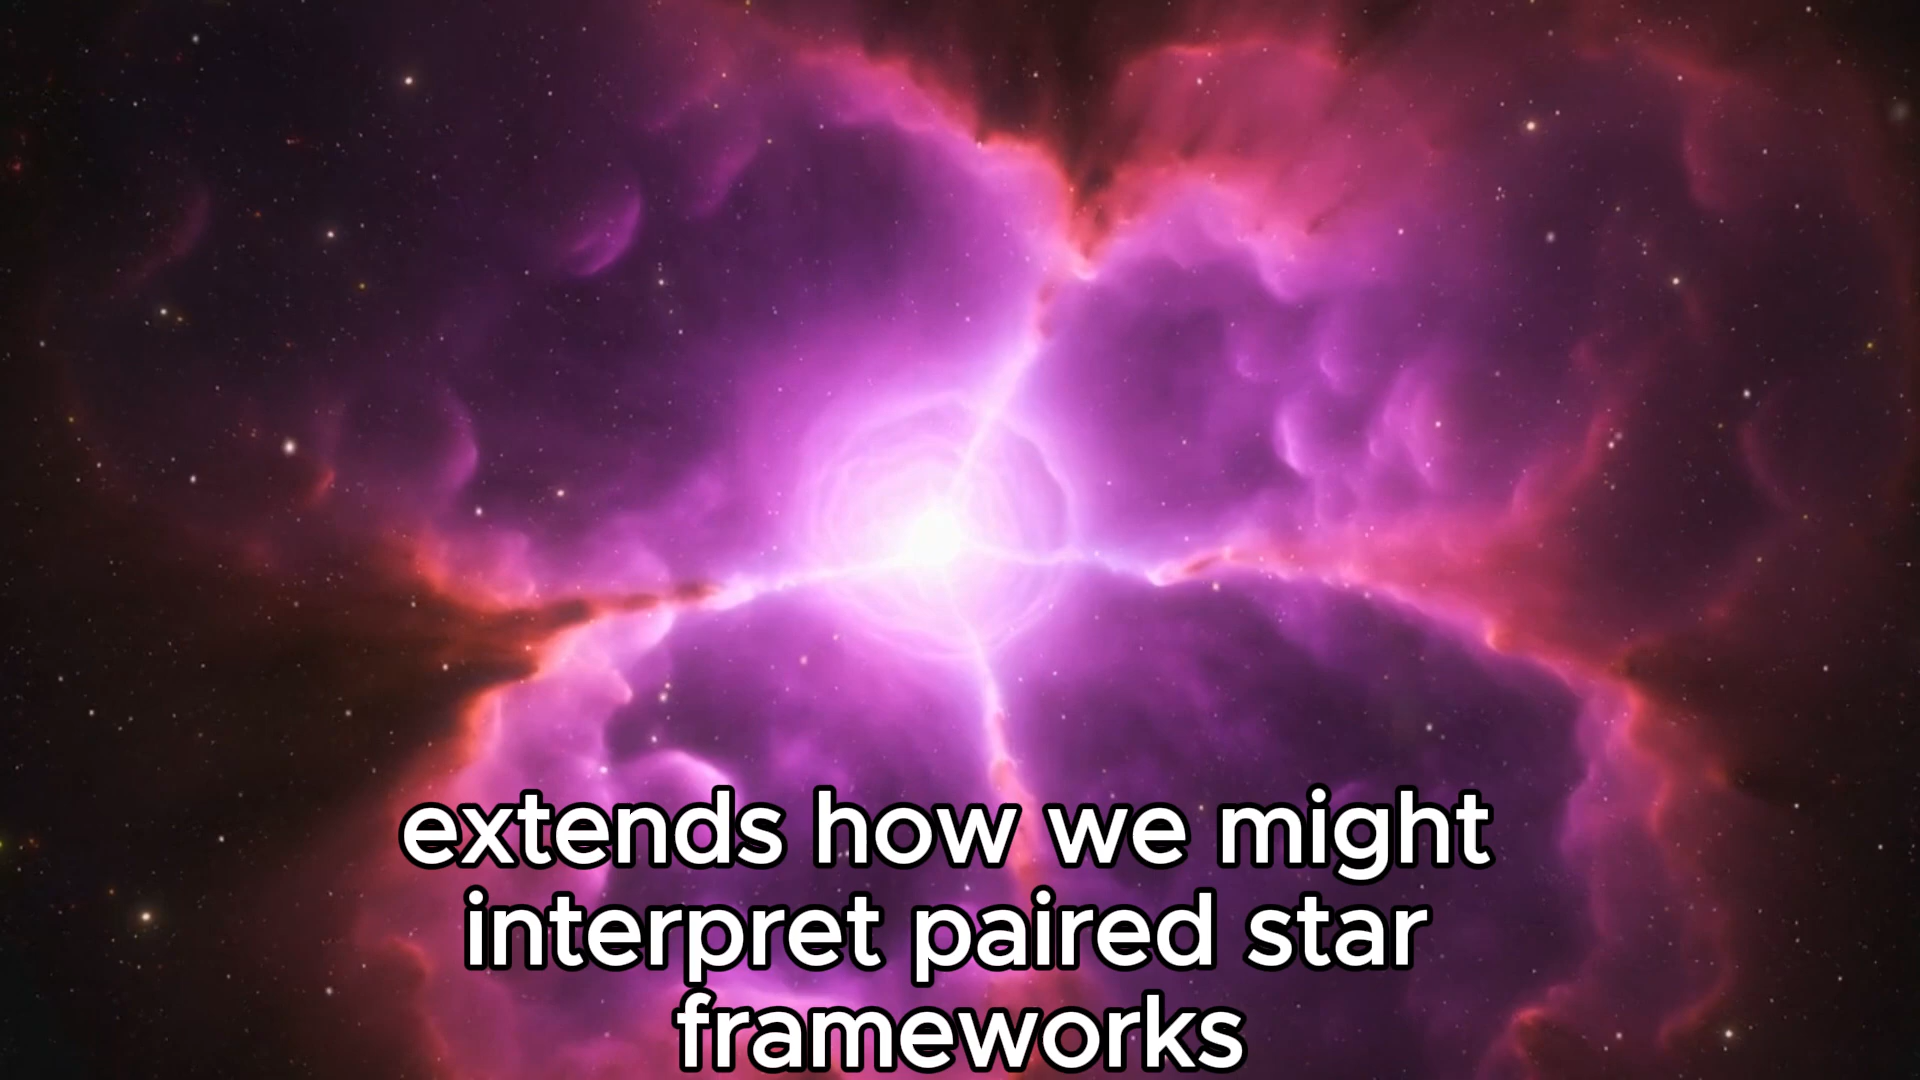 extends how we might
interpret paired star
frameworks